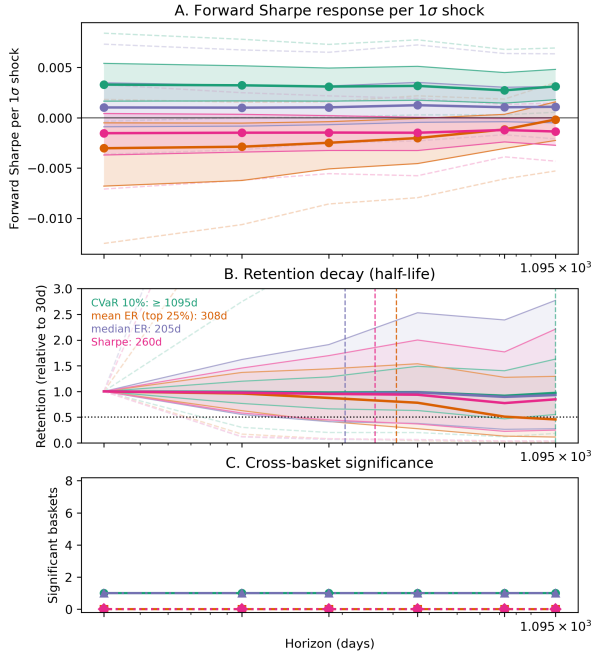 A. Forward Sharpe response per 1σ shock
Forward Sharpe per 1σ shock
0.005
0.000
−0.005
−0.010
1.095 × 10³
B. Retention decay (half-life)
Retention (relative to 30d)
3.0
2.5
2.0
1.5
1.0
0.5
0.0
CVaR 10%: ≥ 1095d
mean ER (top 25%): 308d
median ER: 205d
Sharpe: 260d
1.095 × 10³
C. Cross-basket significance
Significant baskets
8
6
4
2
0
1.095 × 10³
Horizon (days)